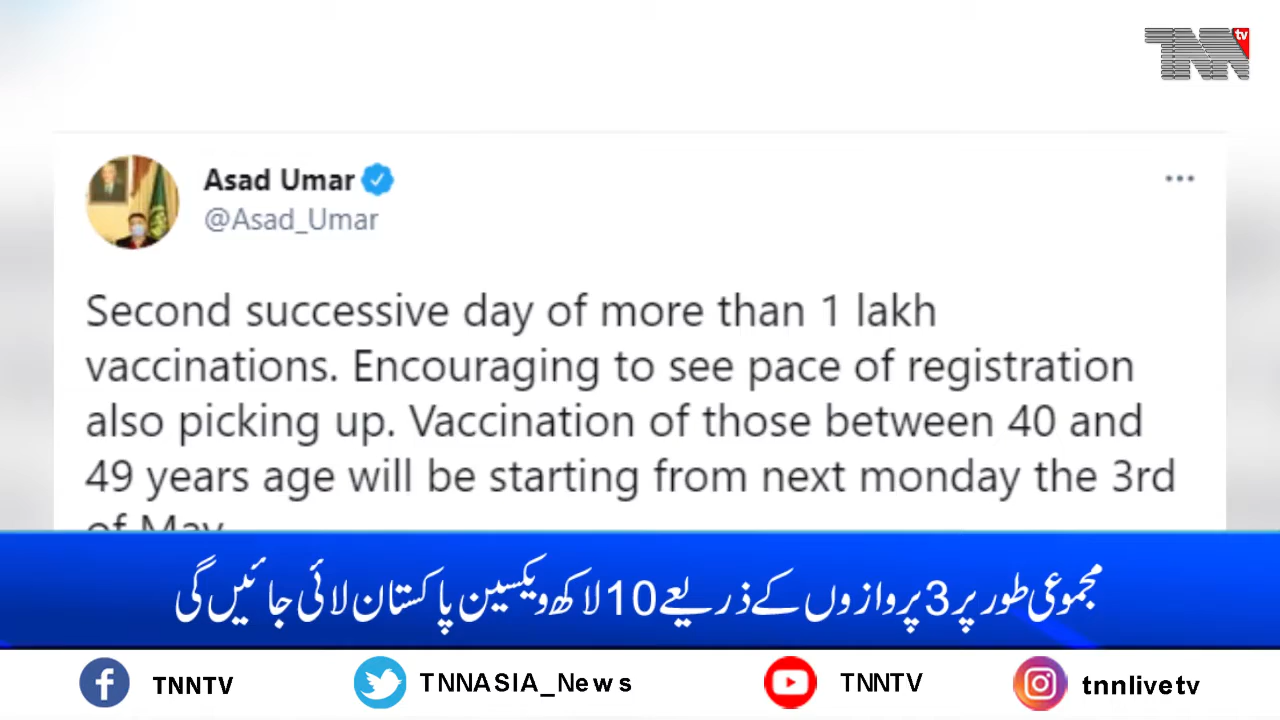 TNN tv
Asad Umar
@Asad_Umar
Second successive day of more than 1 lakh
vaccinations. Encouraging to see pace of registration
also picking up. Vaccination of those between 40 and
49 years age will be starting from next monday the 3rd
of May
مجموعی طور پر 3 پروازوں کے ذریعے 10 لاکھ ویکسین پاکستان لائی جائیں گی
TNNTV
TNNASIA_News
TNNTV
tnnlivetv